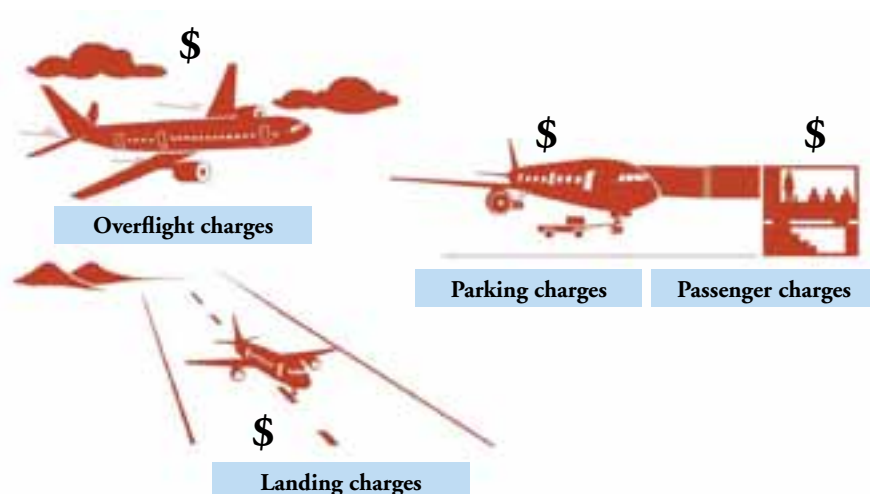 $
Overflight charges
$
$
Parking charges
Passenger charges
$
Landing charges